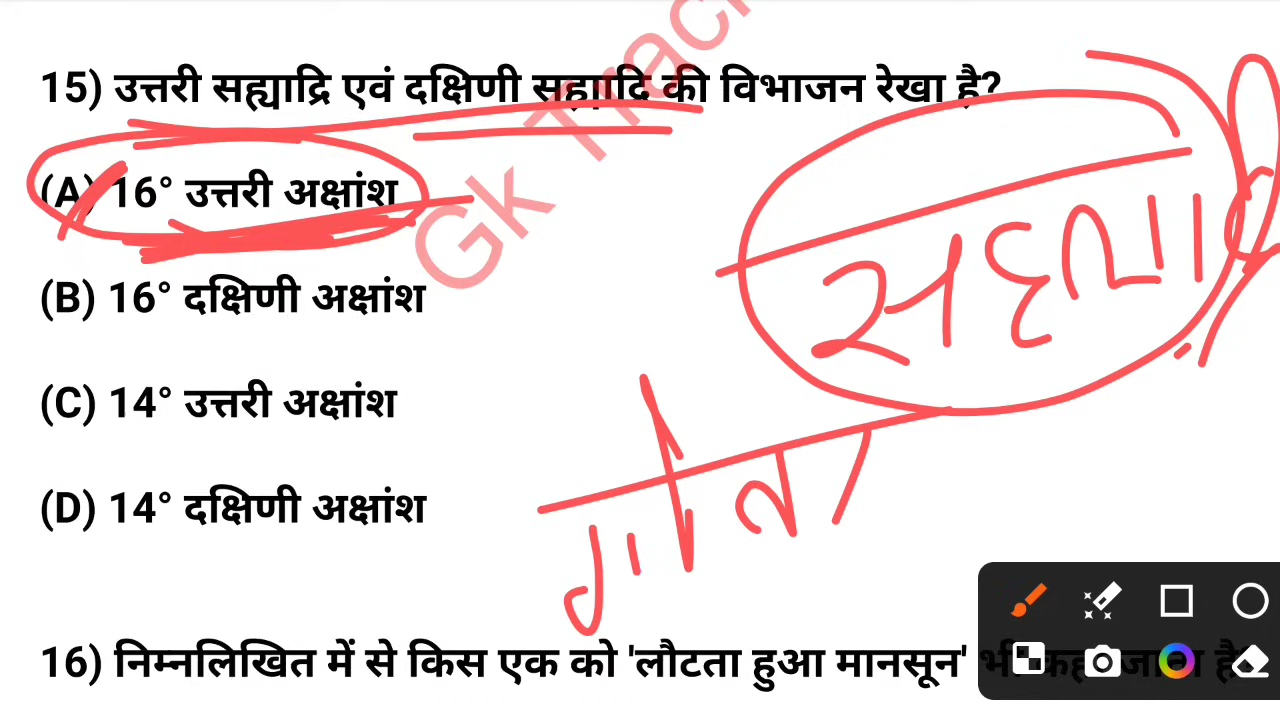 15) उत्तरी सह्याद्रि एवं दक्षिणी सह्याद्रि की विभाजन रेखा है?
(A) 16° उत्तरी अक्षांश
Gk Track
(B) 16° दक्षिणी अक्षांश
सह्याद्रि
(C) 14° उत्तरी अक्षांश
गोवा
(D) 14° दक्षिणी अक्षांश
16) निम्नलिखित में से किस एक को 'लौटता हुआ मानसून' भी कहा जाता है